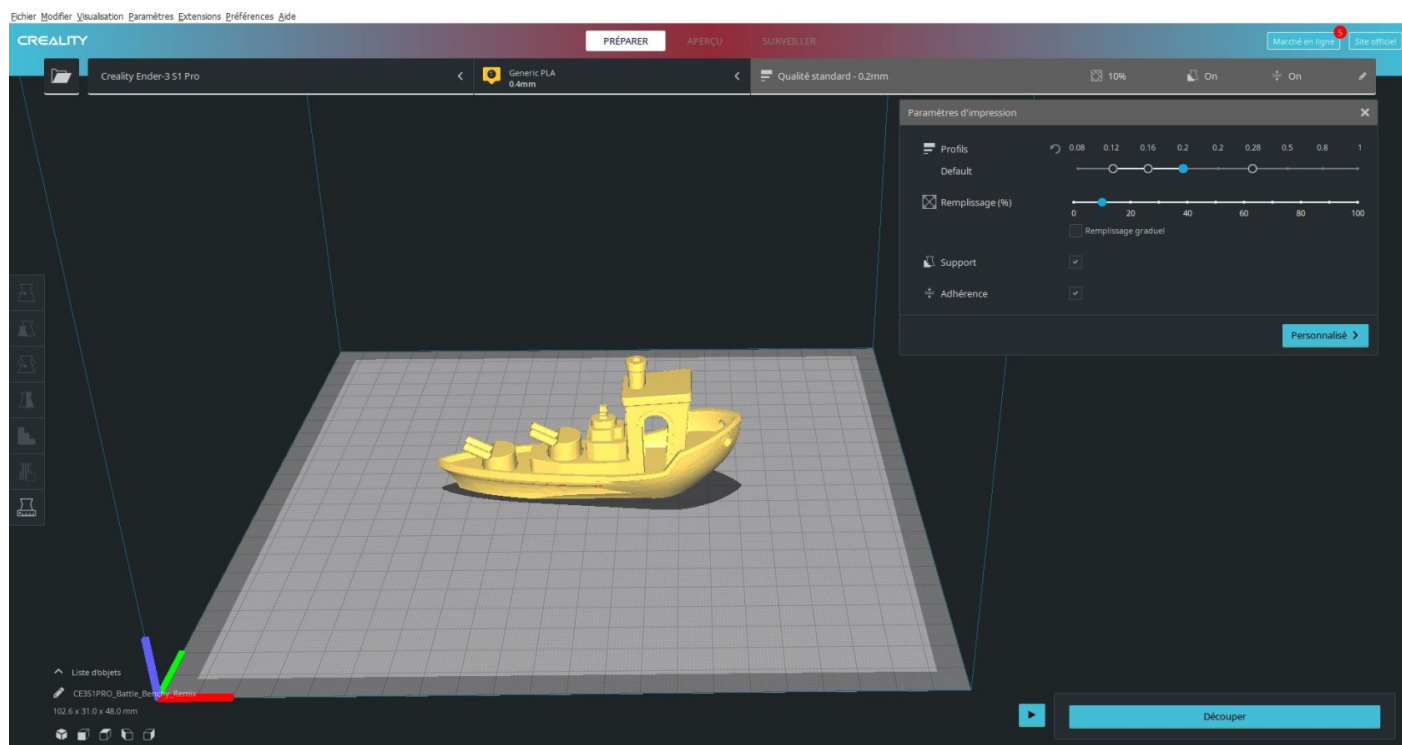 Fichier Modifier Visualisation Paramètres Extensions Préférences Aide
CREALITY PRÉPARER APERÇU SURVEILLER Marché en ligne 5 Site officiel
Creality Ender-3 S1 Pro Generic PLA Qualité standard - 0.2mm 10% On On
0.4mm
Paramètres d'impression
Profils 0.08 0.12 0.16 0.2 0.2 0.28 0.5 0.8 1
Default
Remplissage (%)
0 20 40 60 80 100
Remplissage graduel
Support
Adhérence
Personnalisé
Liste d'objets
CE3S1PRO_Battle_Benchy_Remix
102.6 x 31.0 x 48.0 mm
Découper